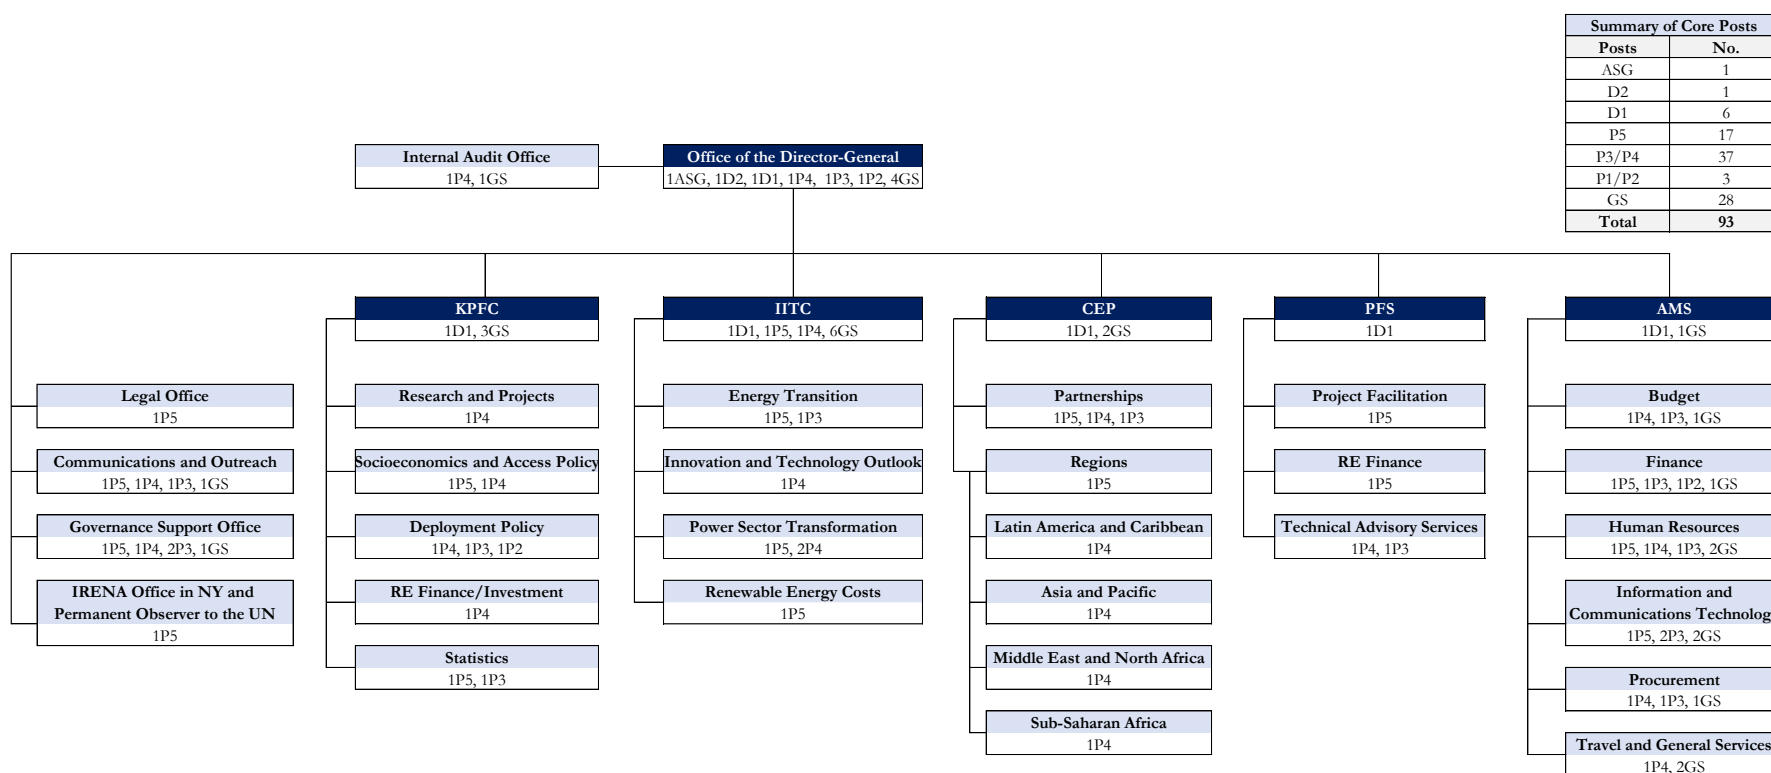 Summary of Core Posts
Posts No.
ASG 1
D2 1
D1 6
P5 17
P3/P4 37
P1/P2 3
GS 28
Total 93
Internal Audit Office
1P4, 1GS
Office of the Director-General
1ASG, 1D2, 1D1, 1P4, 1P3, 1P2, 4GS
Legal Office
1P5
Communications and Outreach
1P5, 1P4, 1P3, 1GS
Governance Support Office
1P5, 1P4, 2P3, 1GS
IRENA Office in NY and
Permanent Observer to the UN
1P5
KPFC
1D1, 3GS
Research and Projects
1P4
Socioeconomics and Access Policy
1P5, 1P4
Deployment Policy
1P4, 1P3, 1P2
RE Finance/Investment
1P4
Statistics
1P5, 1P3
IITC
1D1, 1P5, 1P4, 6GS
Energy Transition
1P5, 1P3
Innovation and Technology Outlook
1P4
Power Sector Transformation
1P5, 2P4
Renewable Energy Costs
1P5
CEP
1D1, 2GS
Partnerships
1P5, 1P4, 1P3
Regions
1P5
Latin America and Caribbean
1P4
Asia and Pacific
1P4
Middle East and North Africa
1P4
Sub-Saharan Africa
1P4
PFS
1D1
Project Facilitation
1P5
RE Finance
1P5
Technical Advisory Services
1P4, 1P3
AMS
1D1, 1GS
Budget
1P4, 1P3, 1GS
Finance
1P5, 1P3, 1P2, 1GS
Human Resources
1P5, 1P4, 1P3, 2GS
Information and
Communications Technolog
1P5, 2P3, 2GS
Procurement
1P4, 1P3, 1GS
Travel and General Services
1P4, 2GS